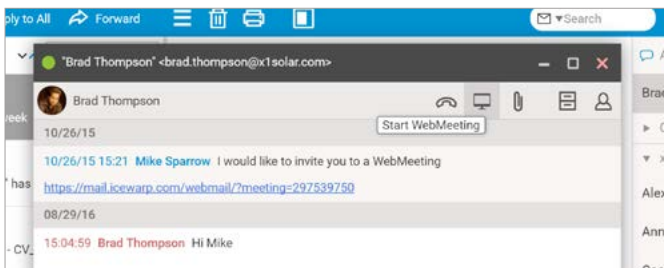 ply to All Forward Search
"Brad Thompson" <brad.thompson@x1solar.com>
Brad Thompson
Brad
Start WebMeeting
10/26/15
week
10/26/15 15:21 Mike Sparrow I would like to invite you to a WebMeeting
' has
https://mail.icewarp.com/webmail/?meeting=297539750
Alex
08/29/16
Ann
- CV_
15.04:59 Brad Thompson Hi Mike